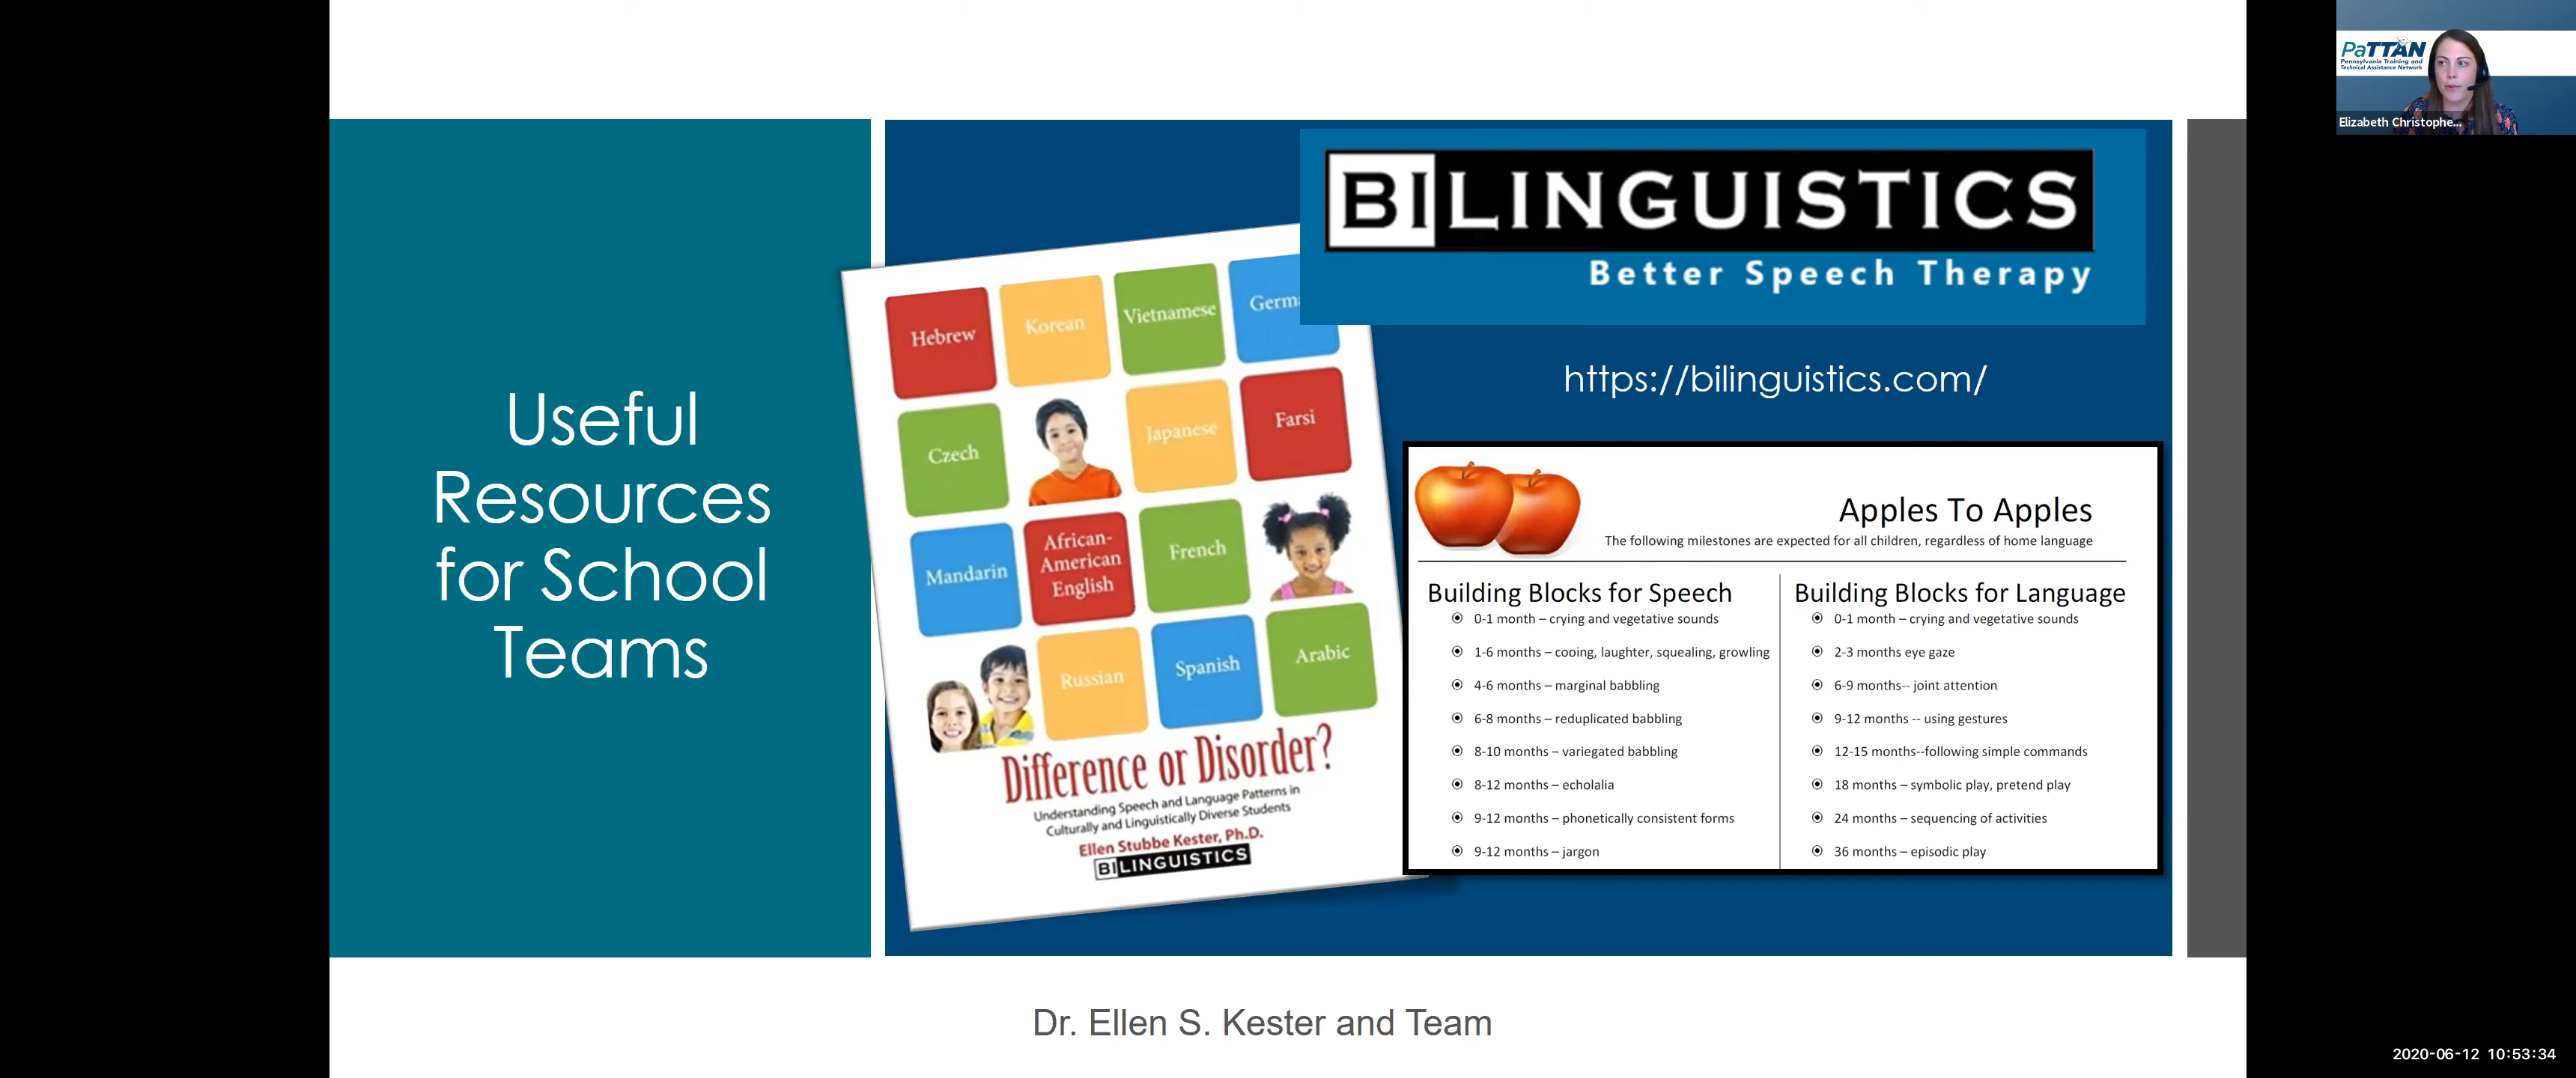 Useful
Resources
for School
Teams
Hebrew
Korean
Vietnamese
Germ
Czech
Japanese
Farsi
Mandarin
African-
American
English
French
Russian
Spanish
Arabic
Difference or Disorder?
Understanding Speech and Language Patterns in
Culturally and Linguistically Diverse Students
Ellen Stubbe Kester, Ph.D.
BILINGUISTICS
BILINGUISTICS
Better Speech Therapy
https://bilinguistics.com/
Apples To Apples
The following milestones are expected for all children, regardless of home language
Building Blocks for Speech
0-1 month – crying and vegetative sounds
1-6 months – cooing, laughter, squealing, growling
4-6 months – marginal babbling
6-8 months – reduplicated babbling
8-10 months – variegated babbling
8-12 months – echolalia
9-12 months – phonetically consistent forms
9-12 months – jargon
Building Blocks for Language
0-1 month – crying and vegetative sounds
2-3 months eye gaze
6-9 months-- joint attention
9-12 months -- using gestures
12-15 months--following simple commands
18 months – symbolic play, pretend play
24 months – sequencing of activities
36 months – episodic play
Dr. Ellen S. Kester and Team
PaTTAN
Pennsylvania Training and
Technical Assistance Network
Elizabeth Christophe...
2020-06-12 10:53:34